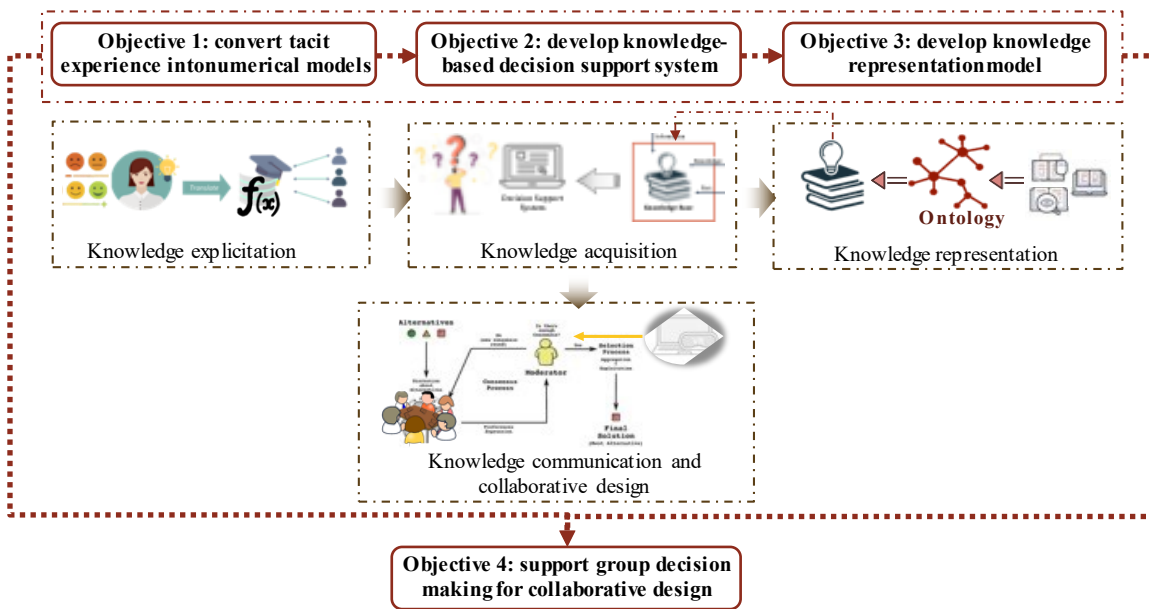 Objective 1: convert tacit
experience intonumerical models
Objective 2: develop knowledge-
based decision support system
Objective 3: develop knowledge
representation model
Translate
f(x)
Knowledge explicitation
Decision Support
System
Knowledge Base
Knowledge acquisition
Ontology
Knowledge representation
Alternatives
Moderator
Consensus
Process
Selection
Process
Final
Solution
Knowledge communication and
collaborative design
Objective 4: support group decision
making for collaborative design